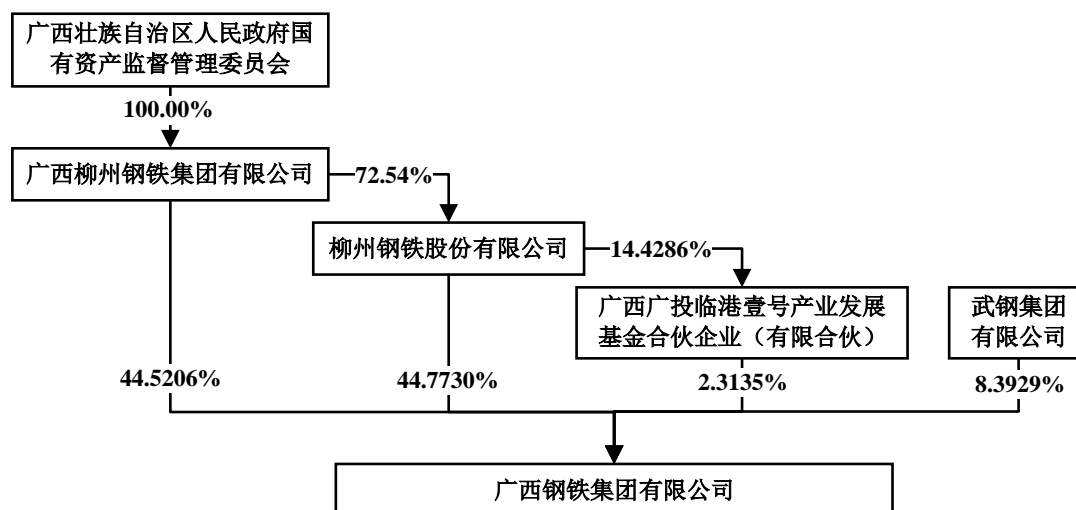 广西壮族自治区人民政府国
有资产监督管理委员会
100.00%
广西柳州钢铁集团有限公司
72.54%
柳州钢铁股份有限公司
14.4286%
广西广投临港壹号产业发展
基金合伙企业（有限合伙）
武钢集团
有限公司
44.5206%
44.7730%
2.3135%
8.3929%
广西钢铁集团有限公司